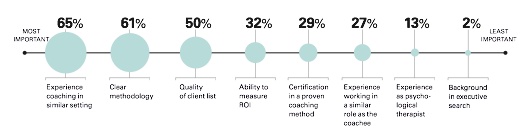 65%
61%
50%
32%
29%
27%
13%
2%
MOST
IMPORTANT
LEAST
IMPORTANT
Experience
coaching in
similar setting
Clear
methodology
Quality
of client list
Ability to
measure
ROI
Certification
in a proven
coaching
method
Experience
working in
a similar
role as the
coachee
Experience
as psycho-
logical
therapist
Background
in executive
search